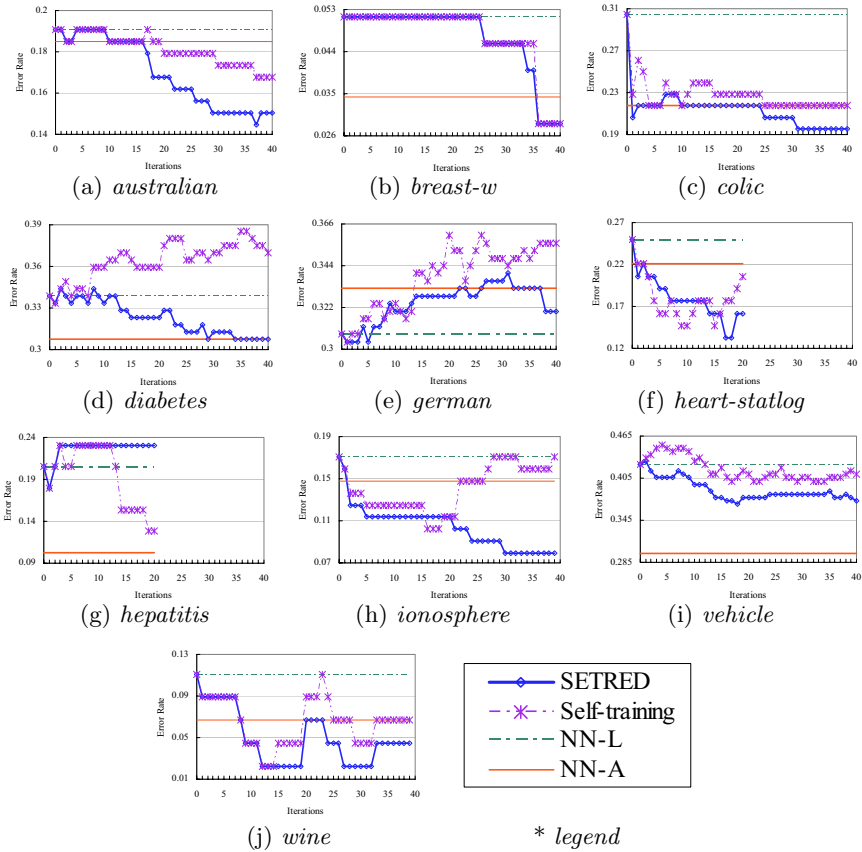 0.2
0.18
0.16
0.14
Error Rate
0 5 10 15 20 25 30 35 40
Iterations
(a) australian
0.053
0.044
0.035
0.026
Error Rate
0 5 10 15 20 25 30 35 40
Iterations
(b) breast-w
0.31
0.27
0.23
0.19
Error Rate
0 5 10 15 20 25 30 35 40
Iterations
(c) colic
0.39
0.36
0.33
0.3
Error Rate
0 5 10 15 20 25 30 35 40
Iterations
(d) diabetes
0.366
0.344
0.322
0.3
Error Rate
0 5 10 15 20 25 30 35 40
Iterations
(e) german
0.27
0.22
0.17
0.12
Error Rate
0 5 10 15 20 25 30 35 40
Iterations
(f) heart-statlog
0.24
0.19
0.14
0.09
Error Rate
0 5 10 15 20 25 30 35 40
Iterations
(g) hepatitis
0.19
0.15
0.11
0.07
Error Rate
0 5 10 15 20 25 30 35 40
Iterations
(h) ionosphere
0.465
0.405
0.345
0.285
Error Rate
0 5 10 15 20 25 30 35 40
Iterations
(i) vehicle
0.13
0.09
0.05
0.01
Error Rate
0 5 10 15 20 25 30 35 40
Iterations
(j) wine
SETRED
Self-training
NN-L
NN-A
* legend